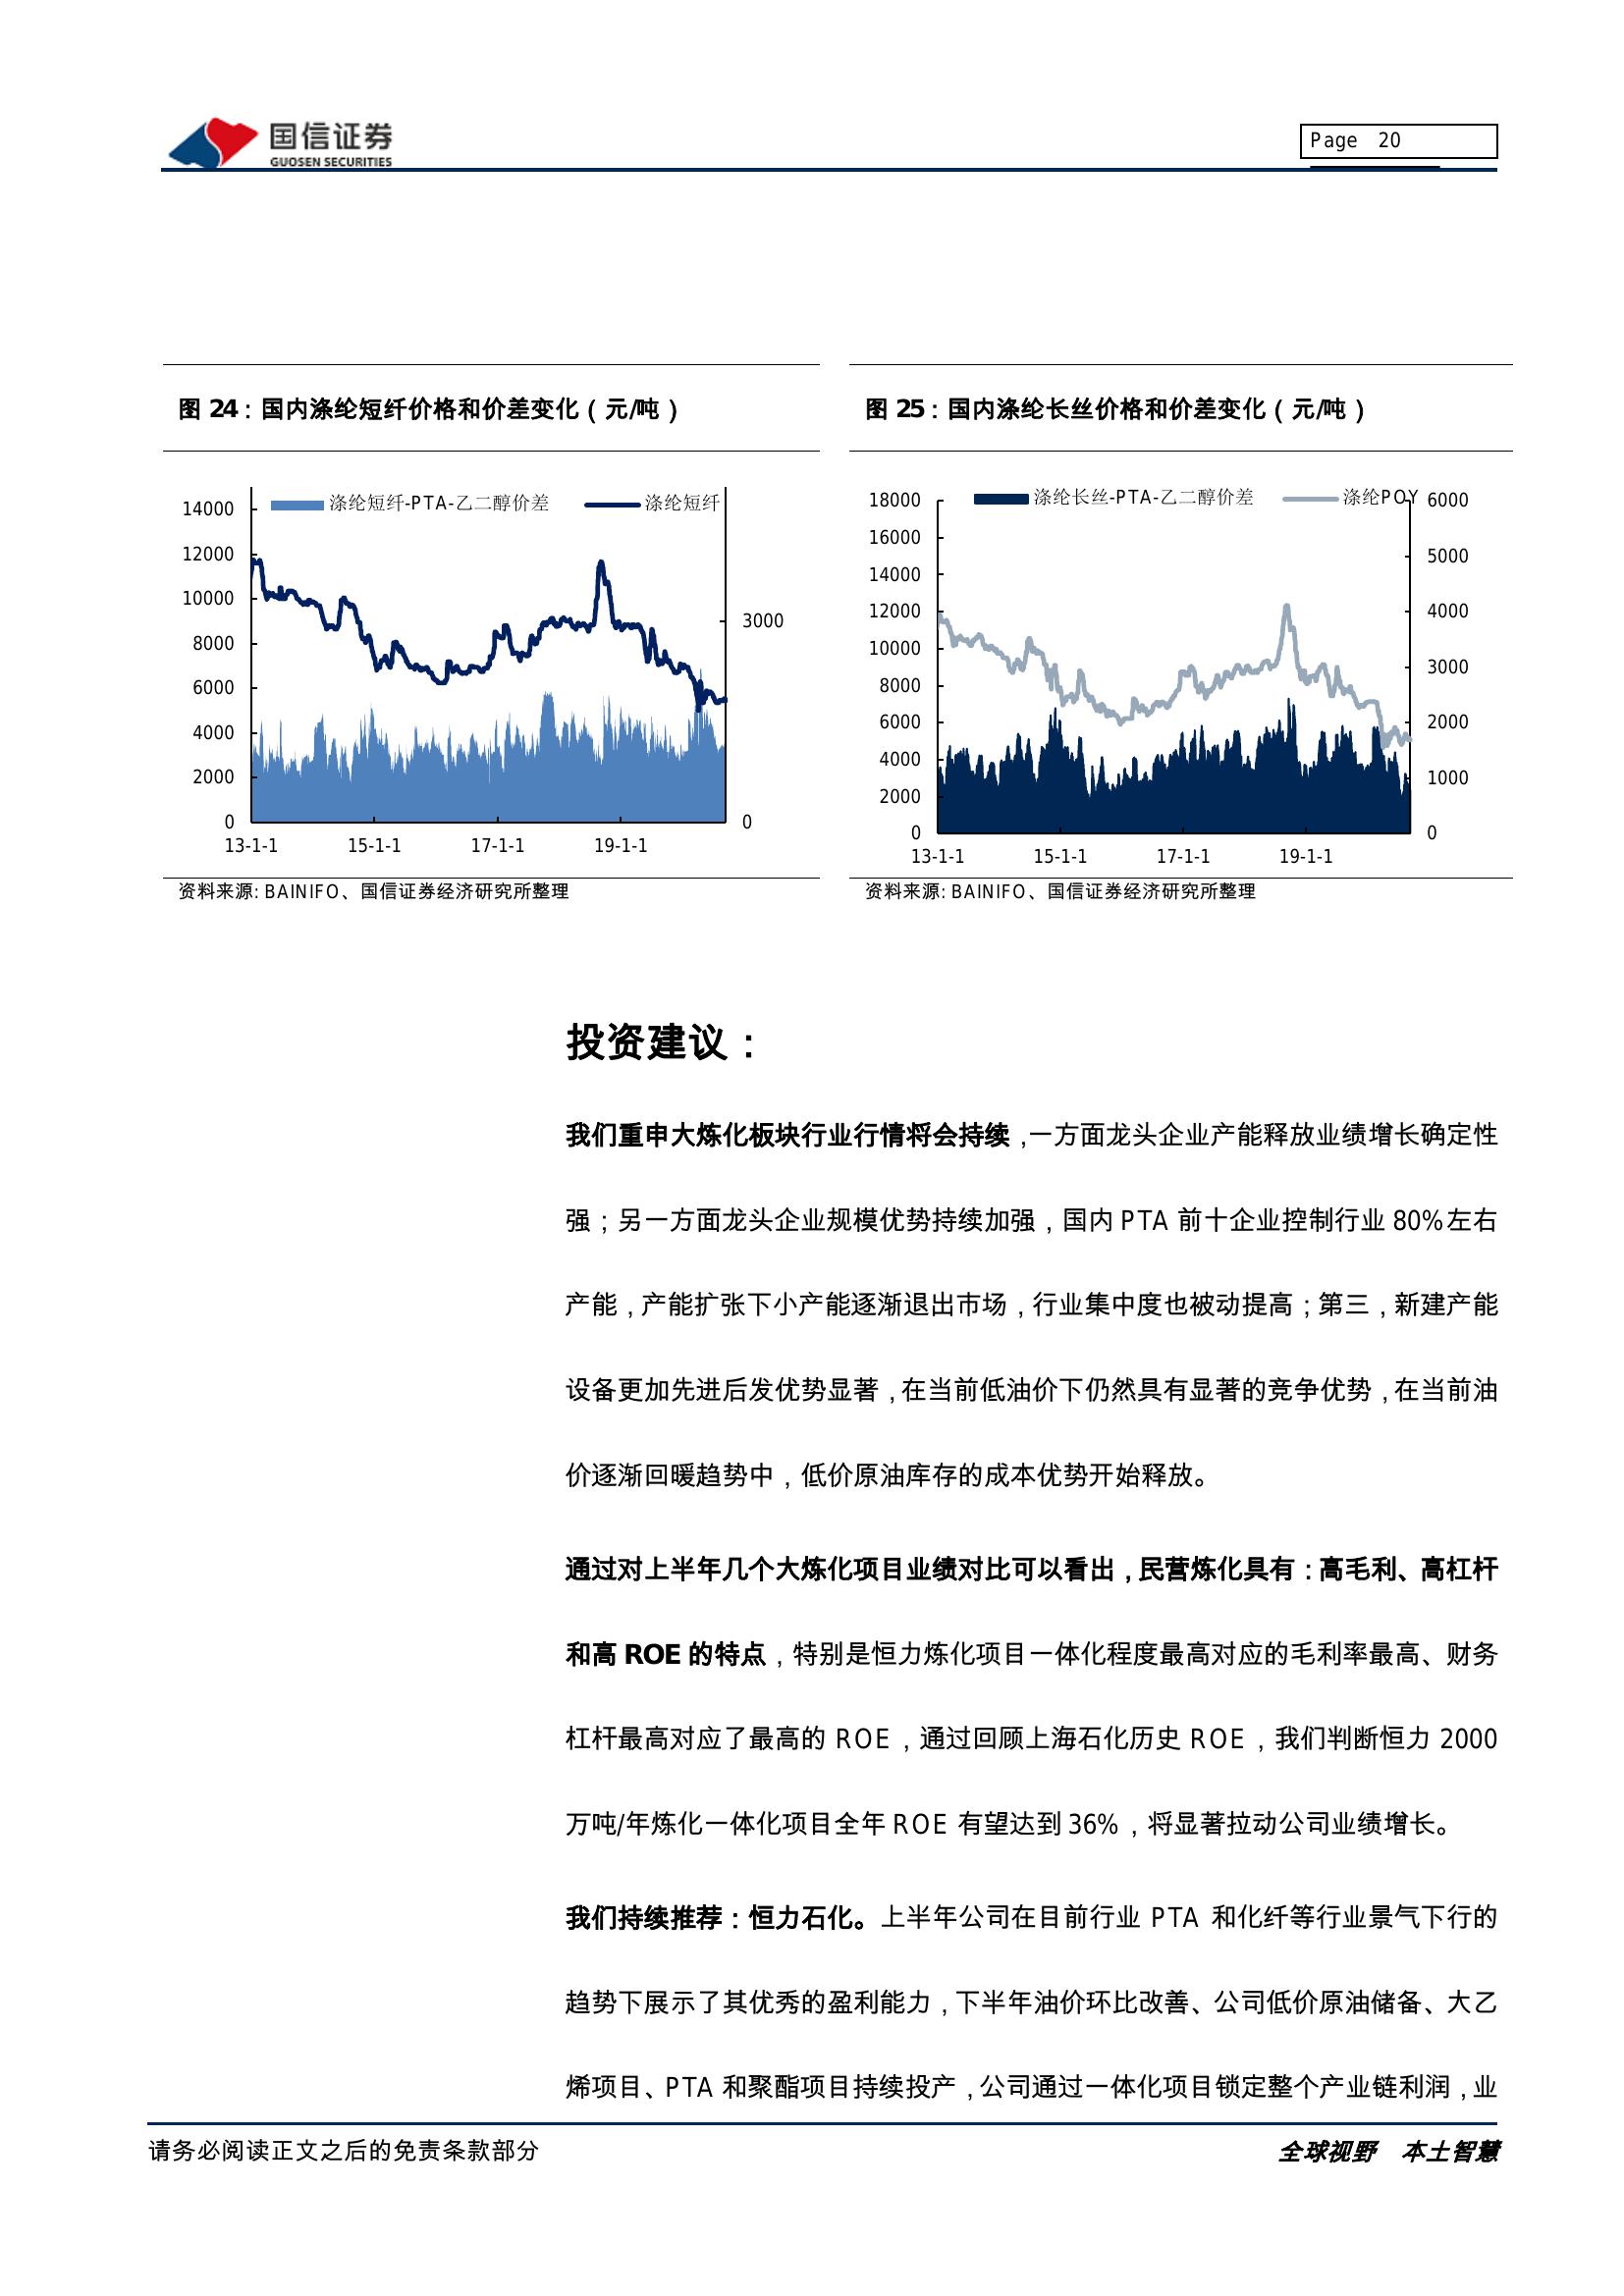 国信证券
GUOSEN SECURITIES
Page 20
图 24：国内涤纶短纤价格和价差变化（元/吨）
14000
12000
10000
8000
6000
4000
2000
0
涤纶短纤-PTA-乙二醇价差
涤纶短纤
3000
0
13-1-1
15-1-1
17-1-1
19-1-1
资料来源: BAINIFO、国信证券经济研究所整理
图 25：国内涤纶长丝价格和价差变化（元/吨）
18000
16000
14000
12000
10000
8000
6000
4000
2000
0
涤纶长丝-PTA-乙二醇价差
涤纶POY
6000
5000
4000
3000
2000
1000
0
13-1-1
15-1-1
17-1-1
19-1-1
资料来源: BAINIFO、国信证券经济研究所整理
投资建议：
我们重申大炼化板块行业行情将会持续，一方面龙头企业产能释放业绩增长确定性
强；另一方面龙头企业规模优势持续加强，国内 PTA 前十企业控制行业 80%左右
产能，产能扩张下小产能逐渐退出市场，行业集中度也被动提高；第三，新建产能
设备更加先进后发优势显著，在当前低油价下仍然具有显著的竞争优势，在当前油
价逐渐回暖趋势中，低价原油库存的成本优势开始释放。
通过对上半年几个大炼化项目业绩对比可以看出，民营炼化具有：高毛利、高杠杆
和高 ROE 的特点，特别是恒力炼化项目一体化程度最高对应的毛利率最高、财务
杠杆最高对应了最高的 ROE，通过回顾上海石化历史 ROE，我们判断恒力 2000
万吨/年炼化一体化项目全年 ROE 有望达到 36%，将显著拉动公司业绩增长。
我们持续推荐：恒力石化。上半年公司在目前行业 PTA 和化纤等行业景气下行的
趋势下展示了其优秀的盈利能力，下半年油价环比改善、公司低价原油储备、大乙
烯项目、PTA 和聚酯项目持续投产，公司通过一体化项目锁定整个产业链利润，业
请务必阅读正文之后的免责条款部分
全球视野 本土智慧